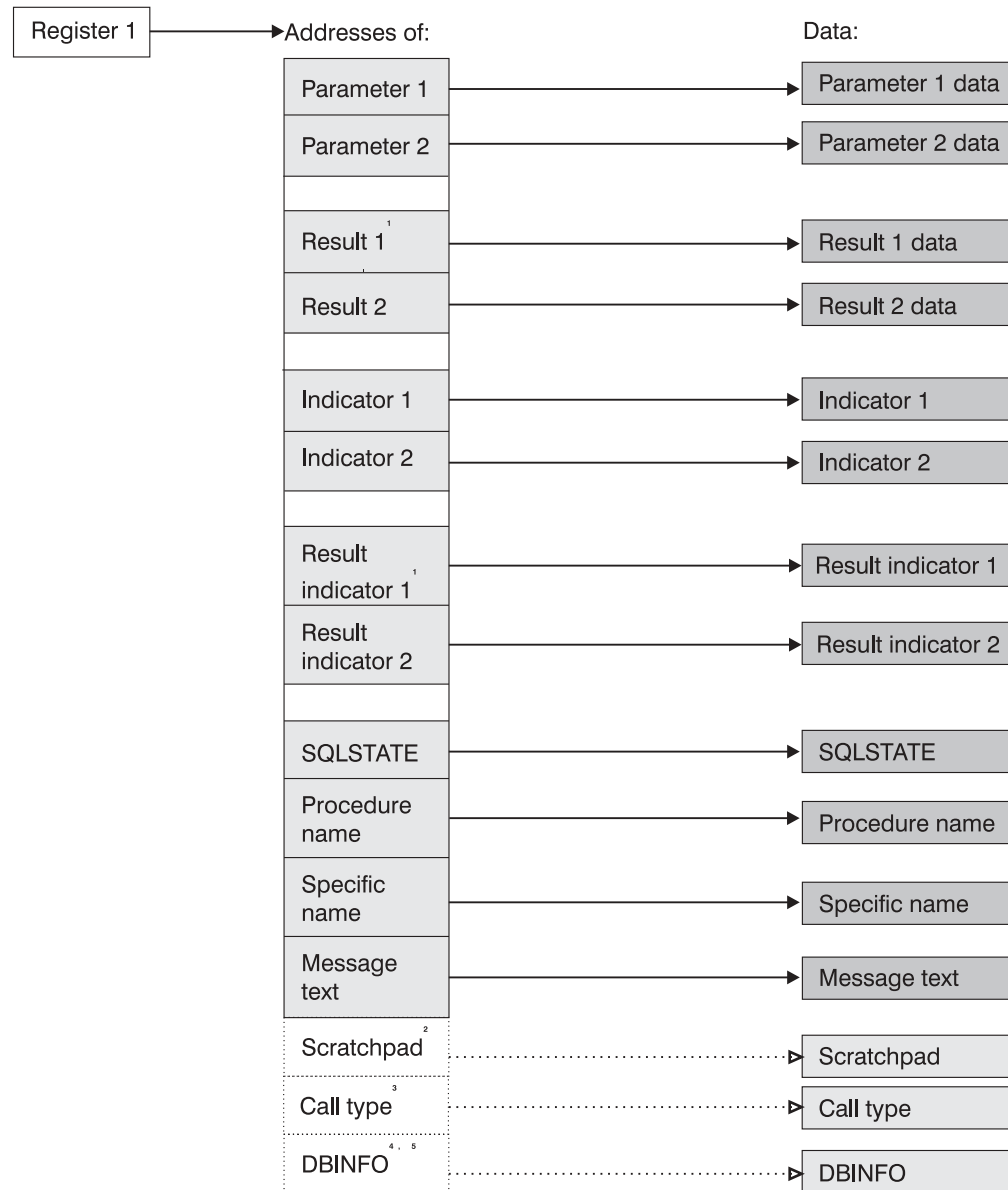 Register 1 Addresses of: Data:
Parameter 1 Parameter 1 data
Parameter 2 Parameter 2 data
Result 1 1 Result 1 data
Result 2 Result 2 data
Indicator 1 Indicator 1
Indicator 2 Indicator 2
Result
indicator 1 1 Result indicator 1
Result
indicator 2 Result indicator 2
SQLSTATE SQLSTATE
Procedure
name Procedure name
Specific
name Specific name
Message
text Message text
Scratchpad 2 Scratchpad
Call type 3 Call type
DBINFO 4, 5 DBINFO